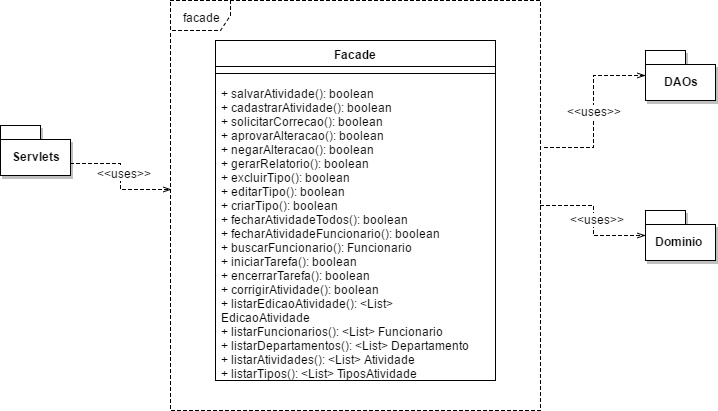 facade
Facade
+ salvarAtividade(): boolean
+ cadastrarAtividade(): boolean
+ solicitarCorrecao(): boolean
+ aprovarAlteracao(): boolean
+ negarAlteracao(): boolean
+ gerarRelatorio(): boolean
+ excluirTipo(): boolean
+ editarTipo(): boolean
+ criarTipo(): boolean
+ fecharAtividadeTodos(): boolean
+ fecharAtividadeFuncionario(): boolean
+ buscarFuncionario(): Funcionario
+ iniciarTarefa(): boolean
+ encerrarTarefa(): boolean
+ corrigirAtividade(): boolean
+ listarEdicaoAtividade(): <List>
EdicaoAtividade
+ listarFuncionarios(): <List> Funcionario
+ listarDepartamentos(): <List> Departamento
+ listarAtividades(): <List> Atividade
+ listarTipos(): <List> TiposAtividade
Servlets
<<uses>>
DAOs
<<uses>>
<<uses>>
Dominio